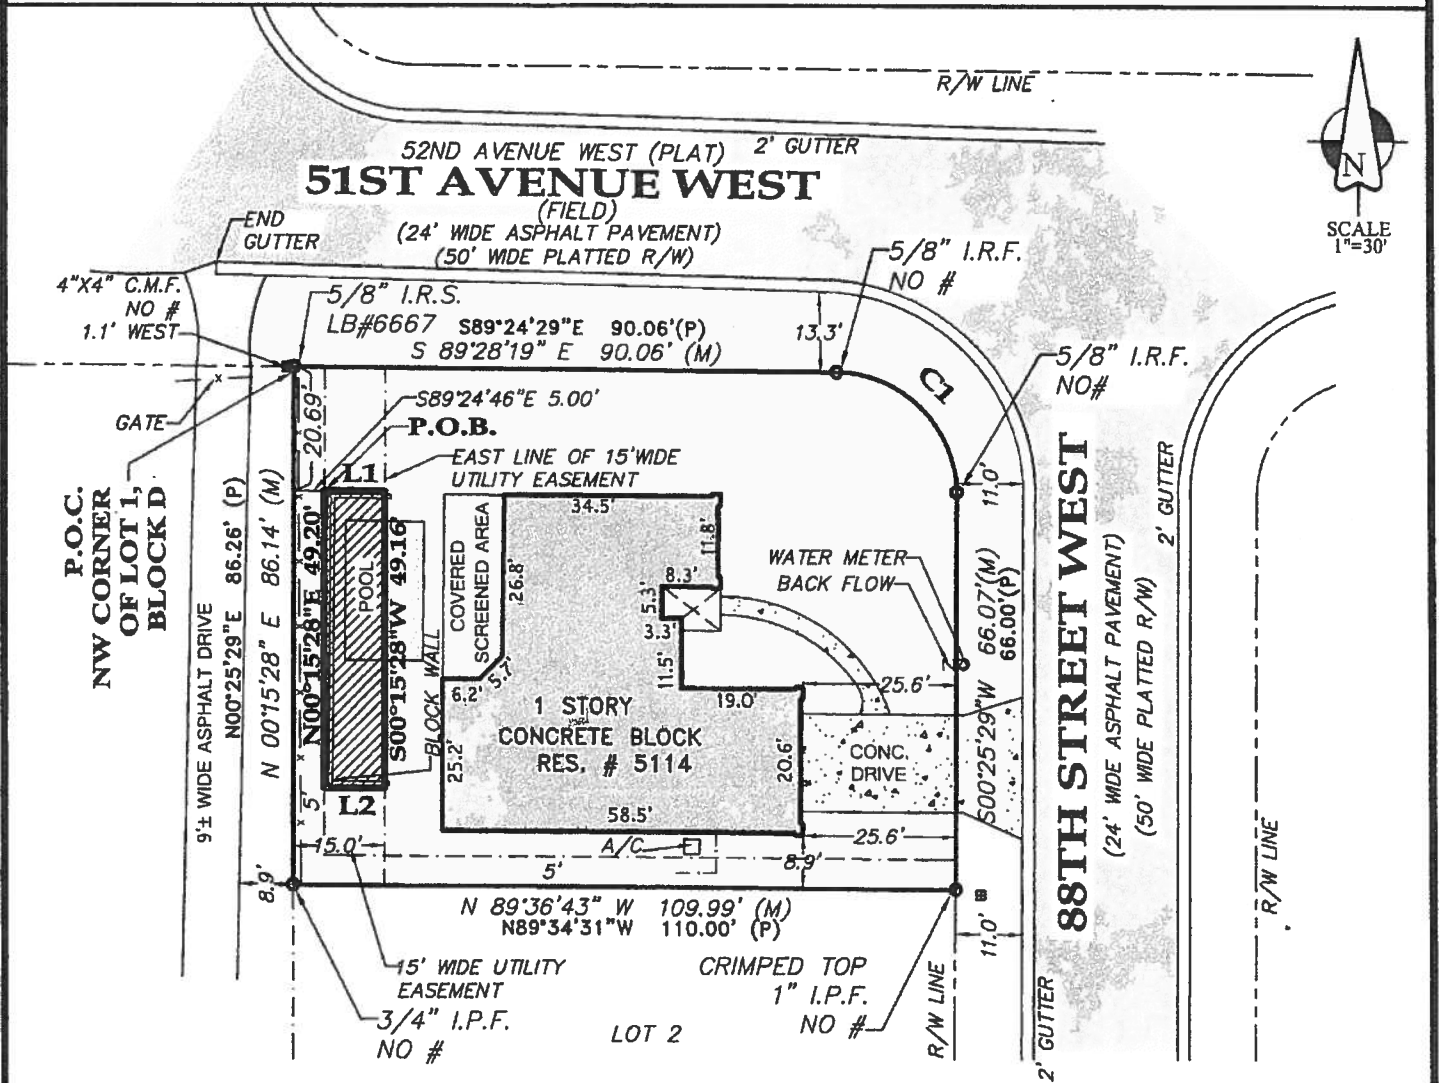 R/W LINE
52ND AVENUE WEST (PLAT)
2' GUTTER
51ST AVENUE WEST
(FIELD)
(24' WIDE ASPHALT PAVEMENT)
(50' WIDE PLATTED R/W)
N
SCALE
1"=30'
END
GUTTER
4"X4" C.M.F.
NO #
1.1' WEST
5/8" I.R.S.
LB#6667
S89°24'29"E 90.06'(P)
S 89°28'19" E 90.06' (M)
13.3'
5/8" I.R.F.
NO #
5/8" I.R.F.
NO#
C1
GATE
20.69'
S89°24'46"E 5.00'
P.O.B.
EAST LINE OF 15'WIDE
UTILITY EASEMENT
L1
P.O.C.
NW CORNER
OF LOT 1,
BLOCK D
9'± WIDE ASPHALT DRIVE
N00°25'29"E 86.26' (P)
N 00°15'28" E 86.14' (M)
N00°15'28"E 49.20'
POOL
S00°15'28"W 49.16'
BLOCK WALL
COVERED
SCREENED AREA
34.5'
26.8'
11.8'
8.3'
5.3'
3.3'
11.5'
19.0'
6.2'
5.7'
25.2'
1 STORY
CONCRETE BLOCK
RES. # 5114
20.6'
58.5'
WATER METER
BACK FLOW
25.6'
CONC.
DRIVE
25.6'
11.0'
66.07'(M)
66.00'(P)
S00°25'29"W
88TH STREET WEST
(24' WIDE ASPHALT PAVEMENT)
(50' WIDE PLATTED R/W)
2' GUTTER
L2
5'
15.0'
A/C
5'
8.9'
8.9'
N 89°36'43" W 109.99' (M)
N89°34'31"W 110.00' (P)
15' WIDE UTILITY
EASEMENT
3/4" I.P.F.
NO #
LOT 2
CRIMPED TOP
1" I.P.F.
NO #
11.0'
R/W LINE
2' GUTTER
R/W LINE